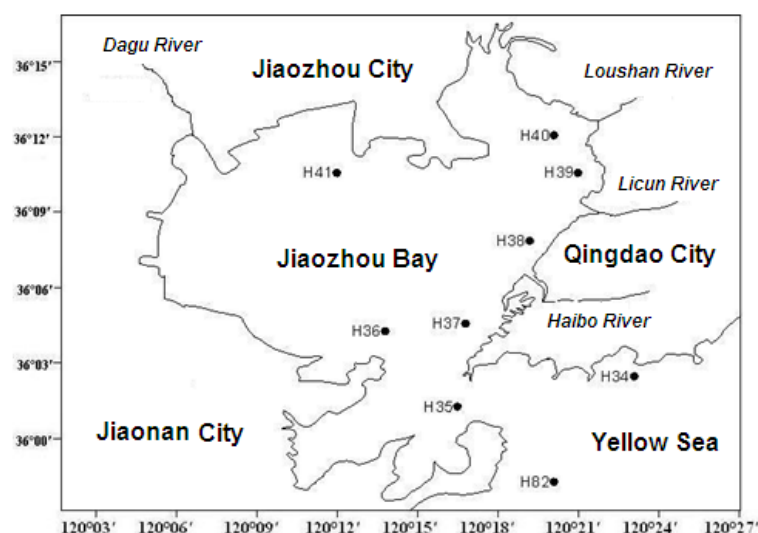 Dagu River
36°15′
Jiaozhou City
Loushan River
36°12′
H40
H41
H39
Licun River
36°09′
H38
Jiaozhou Bay
Qingdao City
36°06′
H36
H37
Haibo River
36°03′
H34
H35
Jiaonan City
Yellow Sea
36°00′
H82
120°03′ 120°06′ 120°09′ 120°12′ 120°15′ 120°18′ 120°21′ 120°24′ 120°27′